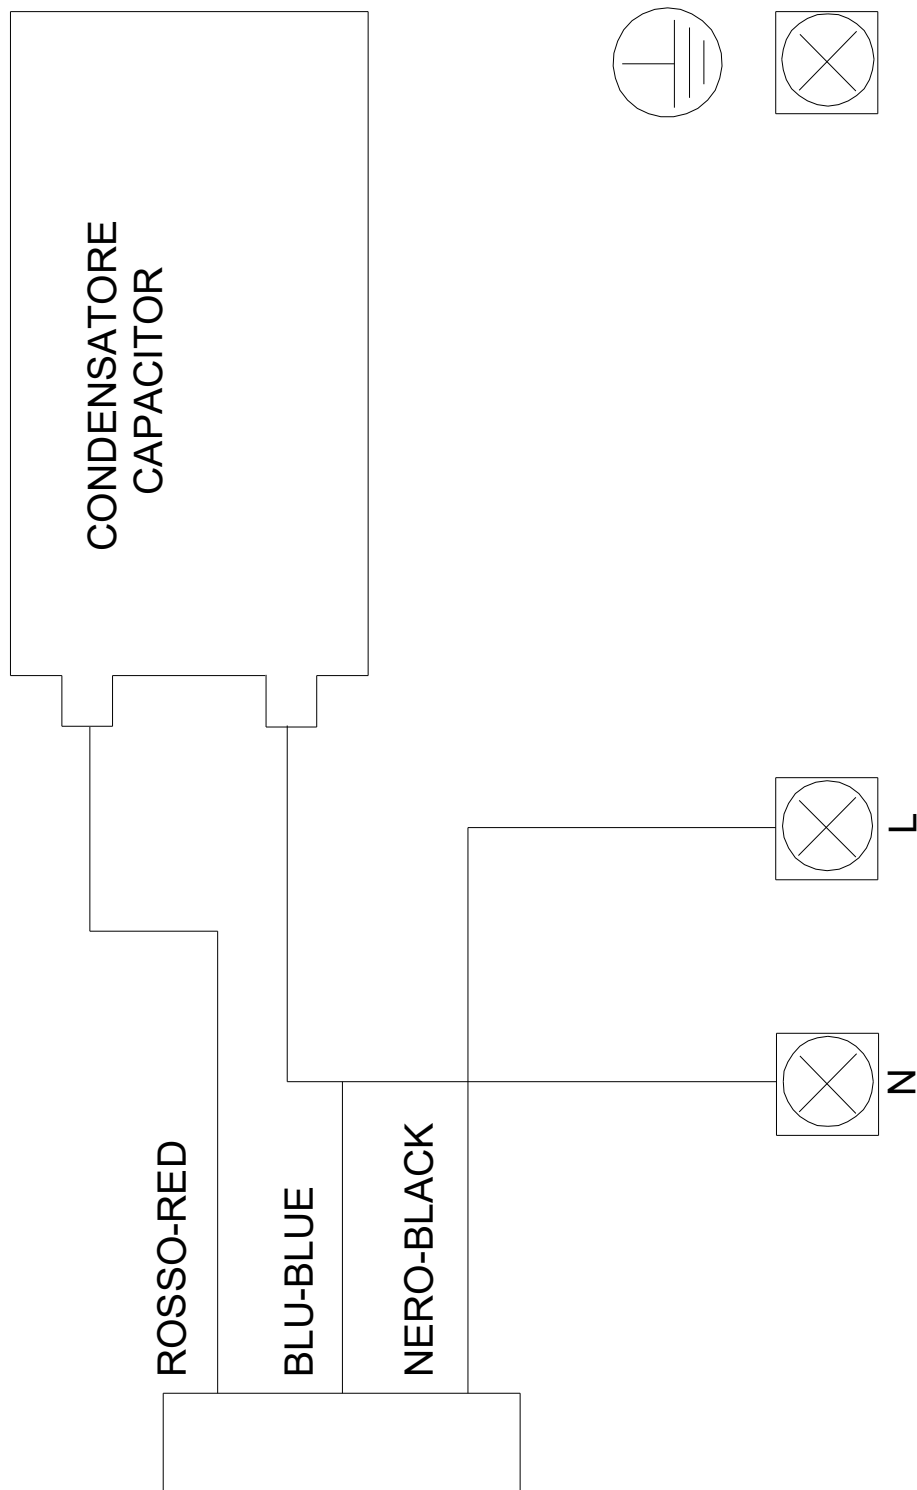 CONDENSATORE
CAPACITOR
ROSSO-RED
BLU-BLUE
NERO-BLACK
L
N